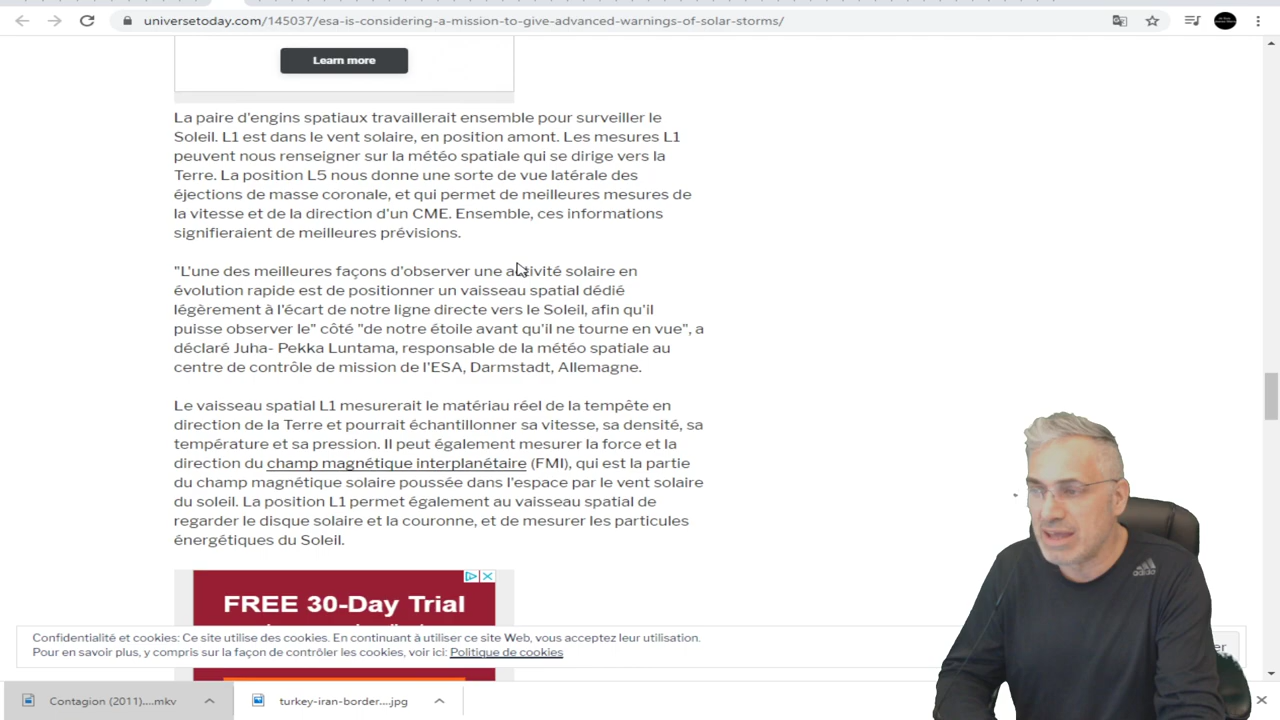 universetoday.com/145037/esa-is-considering-a-mission-to-give-advanced-warnings-of-solar-storms/
Learn more
La paire d'engins spatiaux travaillerait ensemble pour surveiller le
Soleil. L1 est dans le vent solaire, en position amont. Les mesures L1
peuvent nous renseigner sur la météo spatiale qui se dirige vers la
Terre. La position L5 nous donne une sorte de vue latérale des
éjections de masse coronale, et qui permet de meilleures mesures de
la vitesse et de la direction d'un CME. Ensemble, ces informations
signifieraient de meilleures prévisions.
"L'une des meilleures façons d'observer une activité solaire en
évolution rapide est de positionner un vaisseau spatial dédié
légèrement à l'écart de notre ligne directe vers le Soleil, afin qu'il
puisse observer le" côté "de notre étoile avant qu'il ne tourne en vue", a
déclaré Juha- Pekka Luntama, responsable de la météo spatiale au
centre de contrôle de mission de l'ESA, Darmstadt, Allemagne.
Le vaisseau spatial L1 mesurerait le matériau réel de la tempête en
direction de la Terre et pourrait échantillonner sa vitesse, sa densité, sa
température et sa pression. Il peut également mesurer la force et la
direction du champ magnétique interplanétaire (FMI), qui est la partie
du champ magnétique solaire poussée dans l'espace par le vent solaire
du soleil. La position L1 permet également au vaisseau spatial de
regarder le disque solaire et la couronne, et de mesurer les particules
énergétiques du Soleil.
FREE 30-Day Trial
Confidentialité et cookies: Ce site utilise des cookies. En continuant à utiliser ce site Web, vous acceptez leur utilisation.
Pour en savoir plus, y compris sur la façon de contrôler les cookies, voir ici: Politique de cookies
er
adidas
Contagion (2011)....mkv
turkey-iran-border....jpg